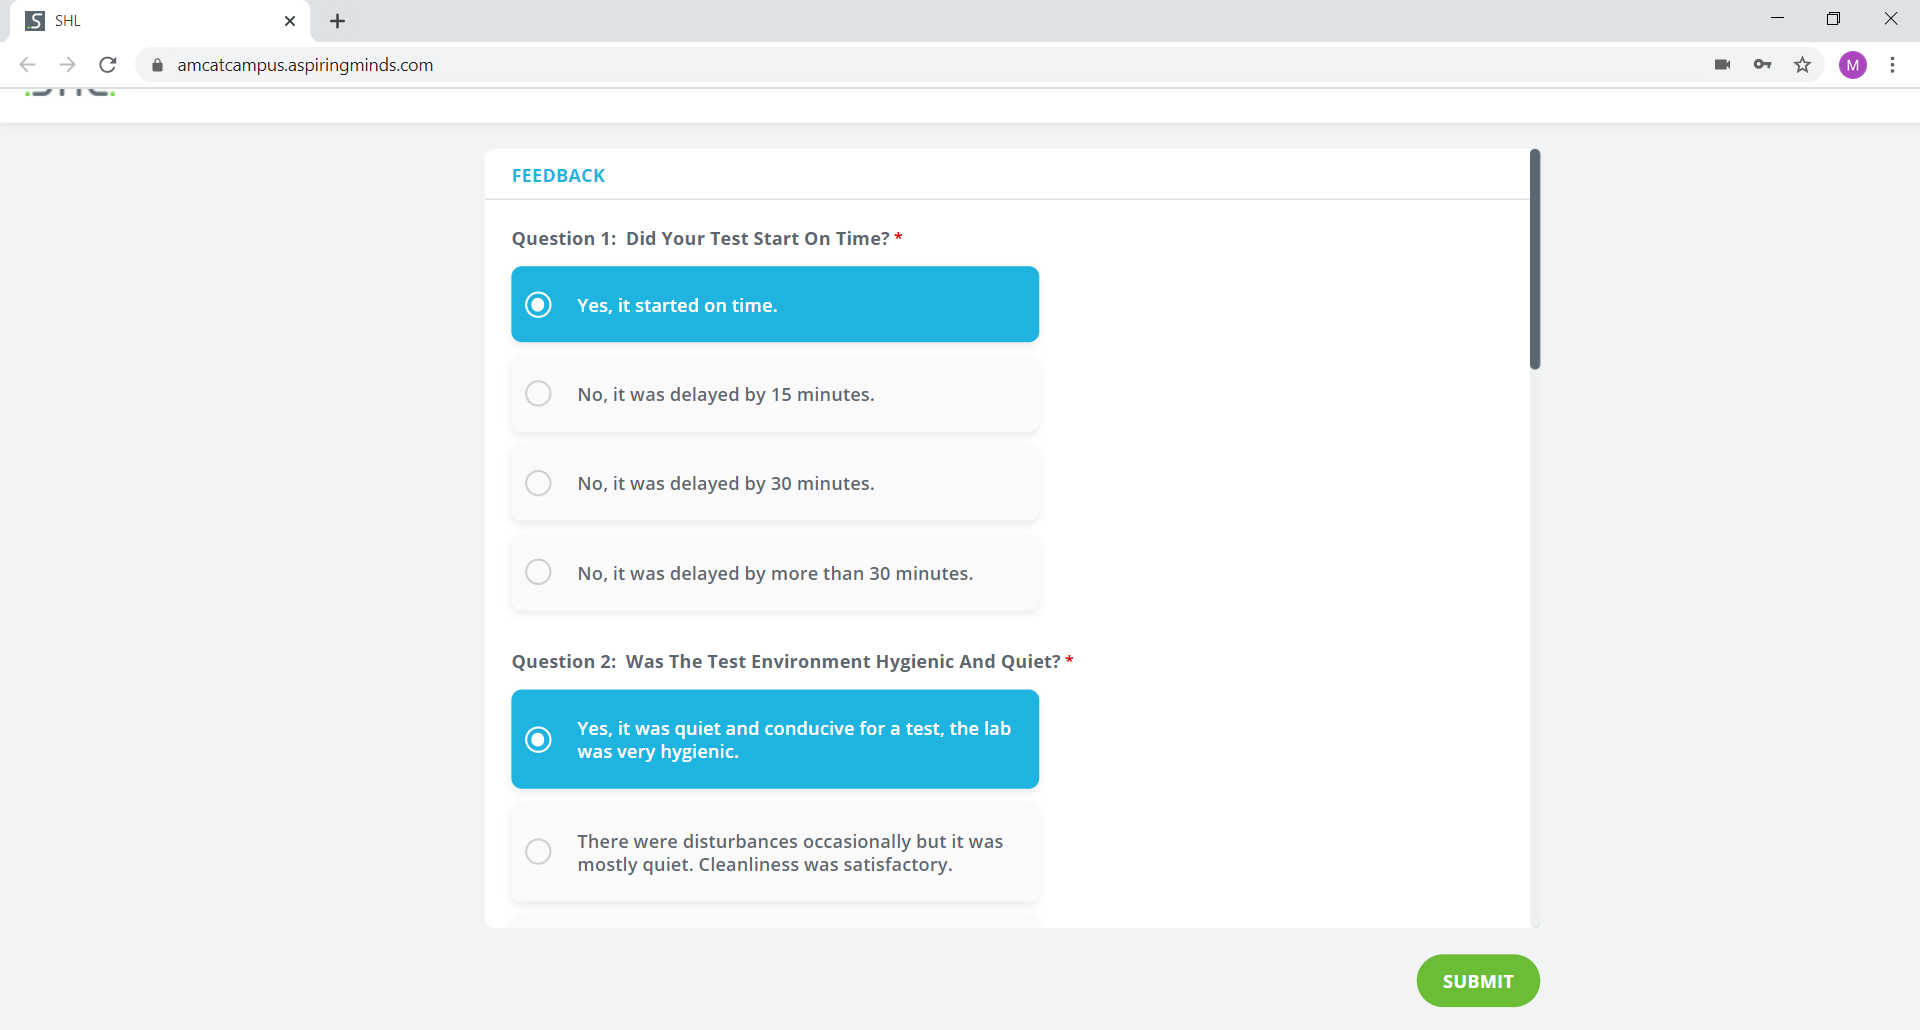 SHL
amcatcampus.aspiringminds.com
M
FEEDBACK
Question 1: Did Your Test Start On Time? *
Yes, it started on time.
No, it was delayed by 15 minutes.
No, it was delayed by 30 minutes.
No, it was delayed by more than 30 minutes.
Question 2: Was The Test Environment Hygienic And Quiet? *
Yes, it was quiet and conducive for a test, the lab
was very hygienic.
There were disturbances occasionally but it was
mostly quiet. Cleanliness was satisfactory.
SUBMIT